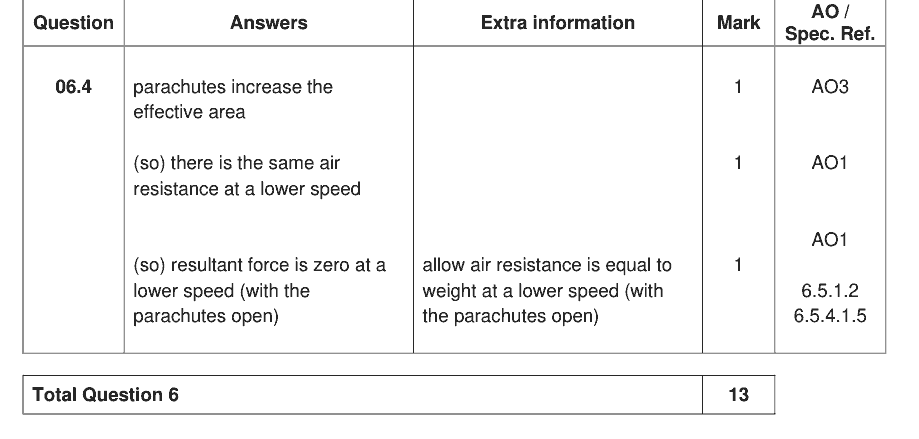 Question Answers Extra information Mark AO /
Spec. Ref.
06.4 parachutes increase the 1 AO3
effective area
(so) there is the same air 1 AO1
resistance at a lower speed
AO1
(so) resultant force is zero at a allow air resistance is equal to 1
lower speed (with the weight at a lower speed (with 6.5.1.2
parachutes open) the parachutes open) 6.5.4.1.5
Total Question 6 13